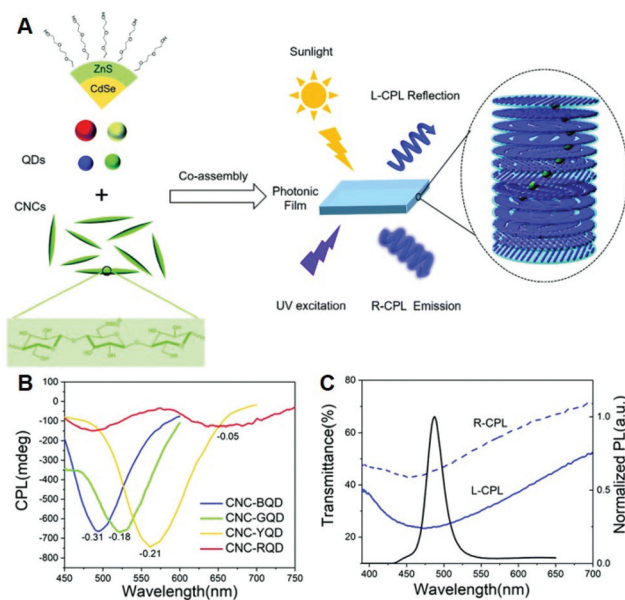 A
ZnS
CdSe
QDs
+
CNCs
Co-assembly
Sunlight
L-CPL Reflection
Photonic
Film
UV excitation
R-CPL Emission
B
100
50
0
-100
-200
-300
-400
-500
-600
-700
-800
CPL(mdeg)
-0.05
-0.31
-0.18
-0.21
CNC-BQD
CNC-GQD
CNC-YQD
CNC-RQD
450 500 550 600 650 700 750
Wavelength(nm)
C
80
60
40
20
Transmittance(%)
R-CPL
L-CPL
1.0
0.5
0.0
Normalized PL(a.u.)
400 450 500 550 600 650 700
Wavelength(nm)